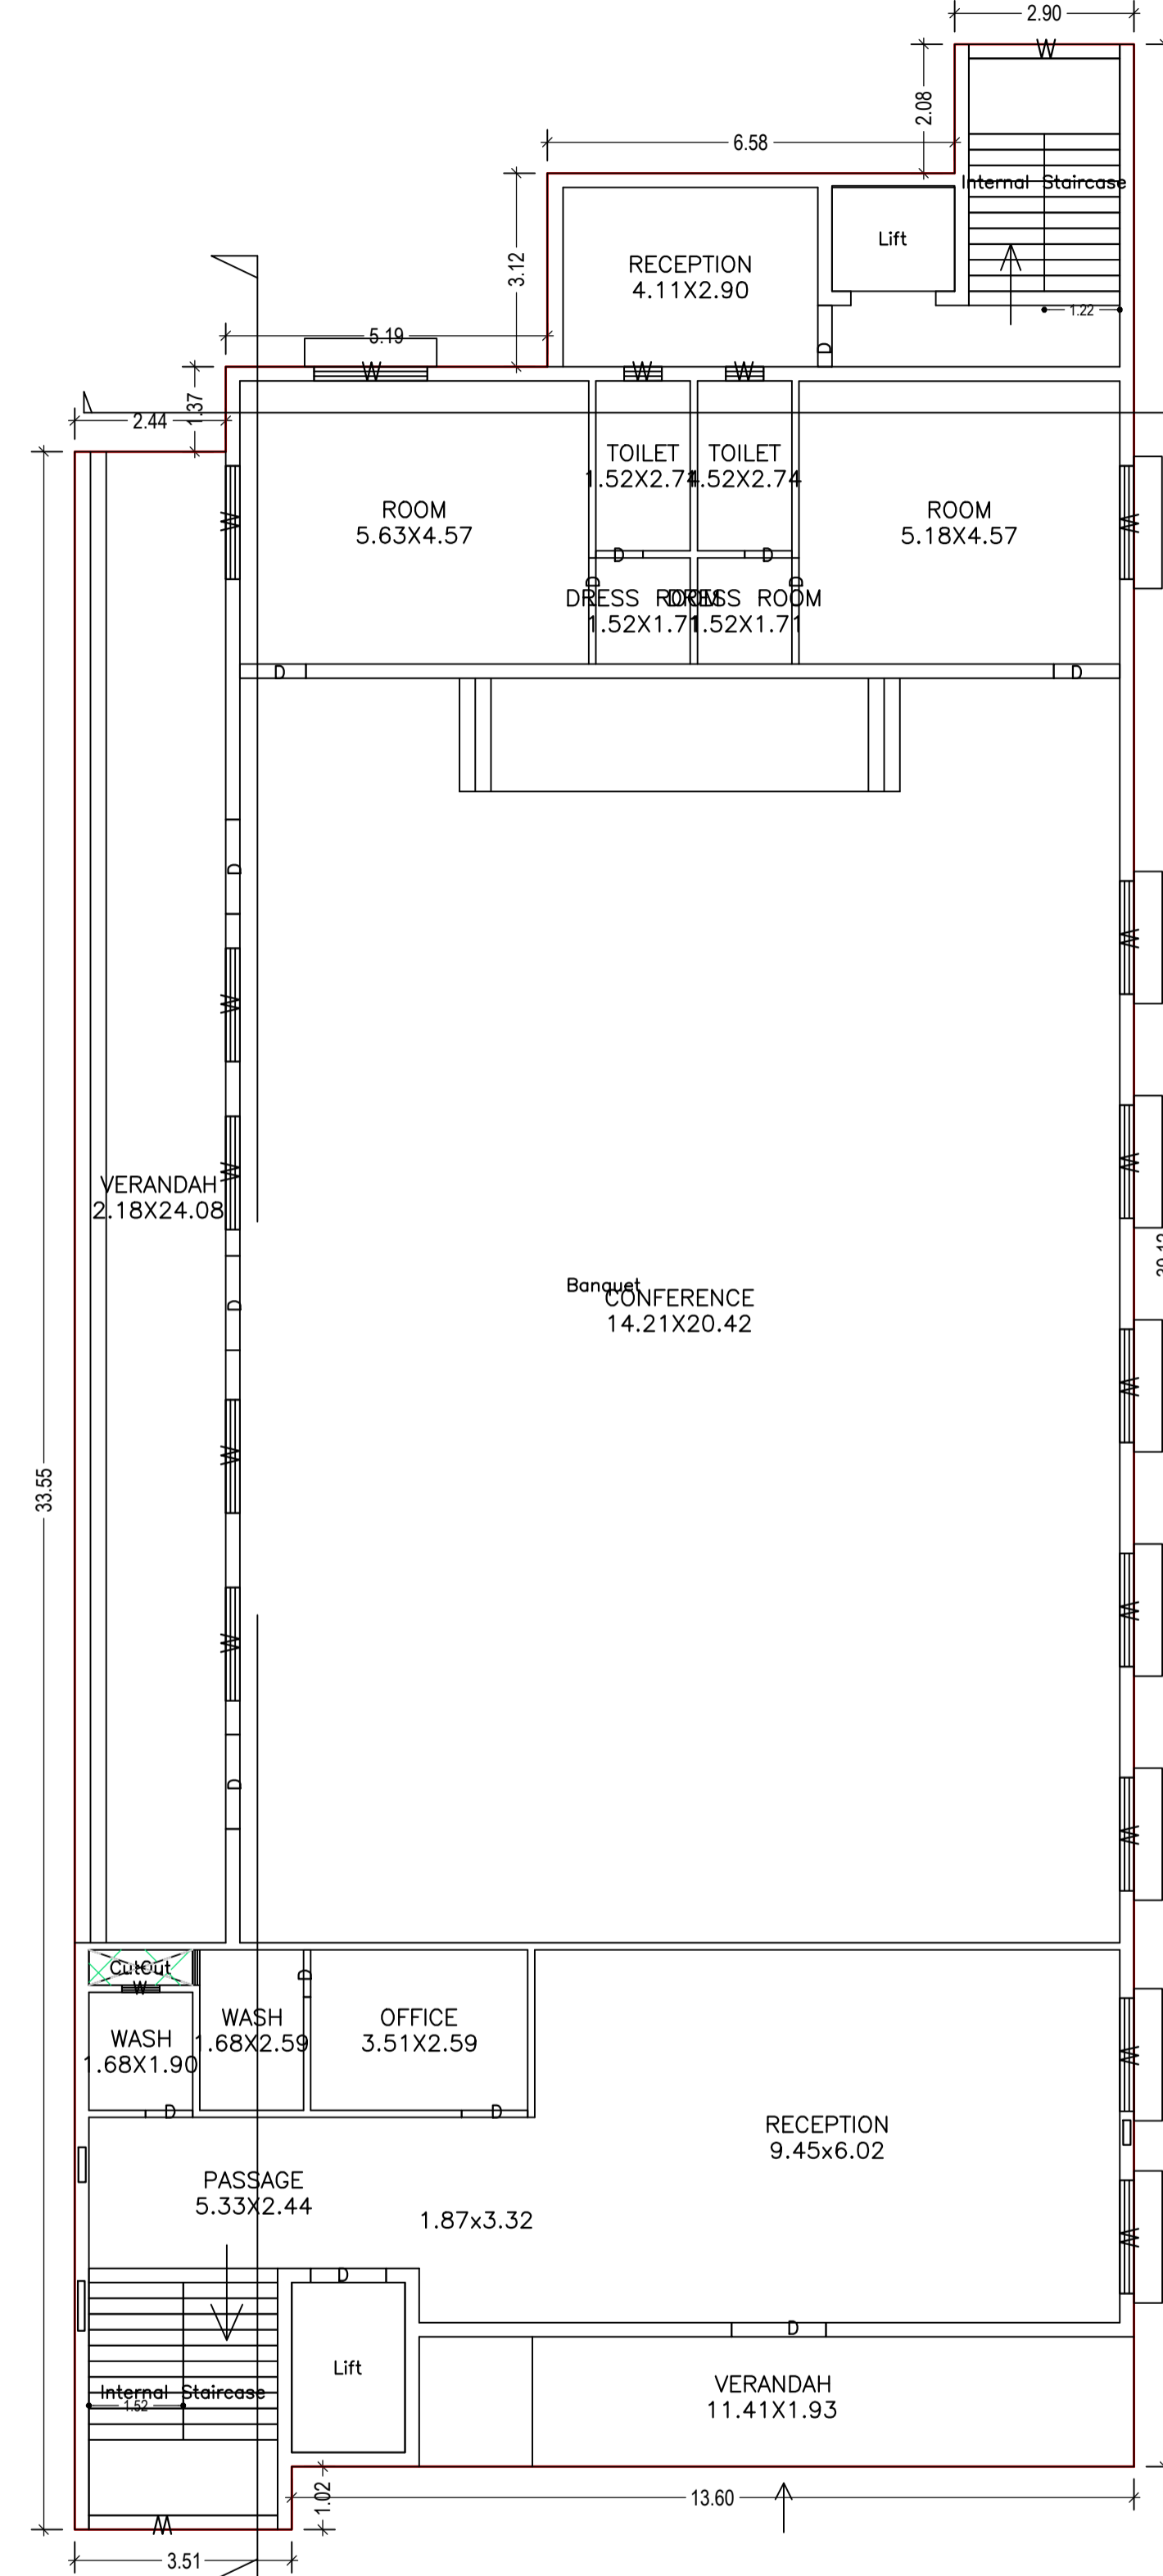 2.90
W
2.08
6.58
Internal Staircase
Lift
RECEPTION
4.11X2.90
3.12
1.22
5.19
D
W
W
W
1.37
2.44
TOILET
1.52X2.74
TOILET
1.52X2.74
ROOM
5.63X4.57
ROOM
5.18X4.57
W
W
D
D
D
D
DRESS ROOM
1.52X1.71
DRESS ROOM
1.52X1.71
D
D
D
W
W
W
W
VERANDAH
2.18X24.08
Banquet
CONFERENCE
14.21X20.42
D
W
W
33.55
W
W
D
W
CutOut
W
D
WASH
1.68X1.90
WASH
1.68X2.59
OFFICE
3.51X2.59
W
D
D
RECEPTION
9.45x6.02
PASSAGE
5.33X2.44
1.87x3.32
W
D
D
Lift
Internal Staircase
1.52
VERANDAH
11.41X1.93
1.02
13.60
W
3.51